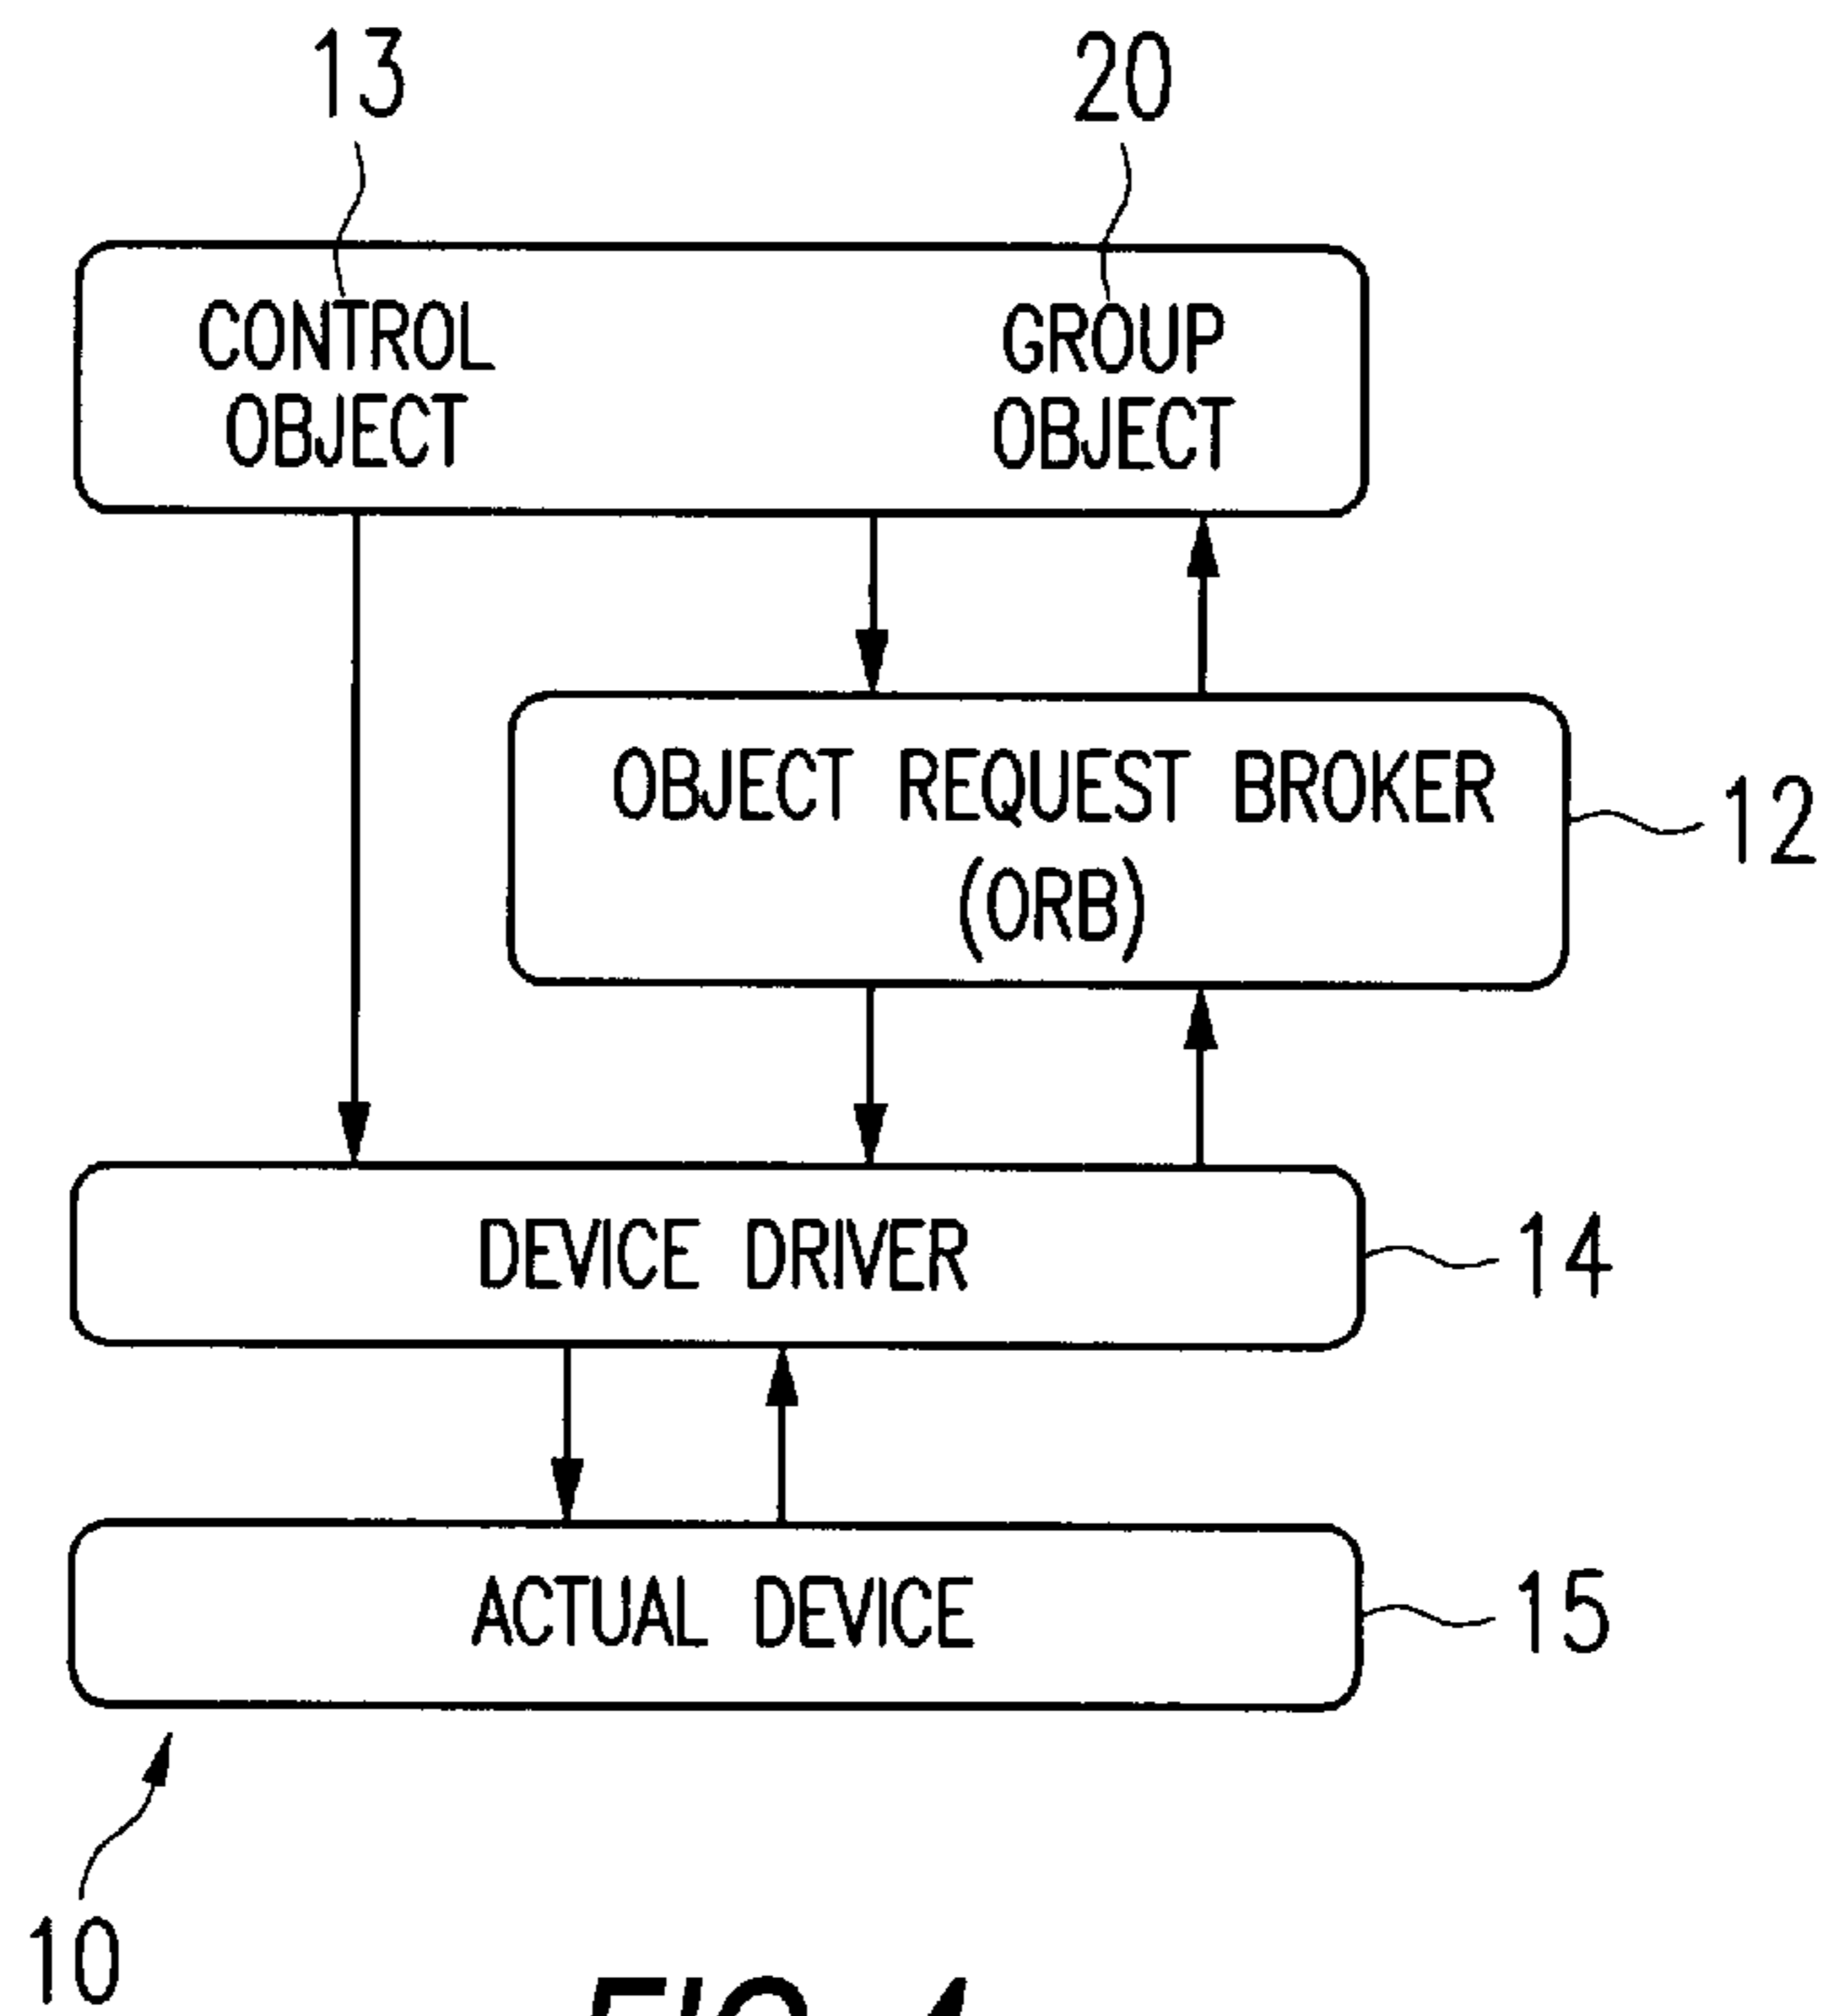 13
20
CONTROL
OBJECT
GROUP
OBJECT
OBJECT REQUEST BROKER
(ORB)
12
DEVICE DRIVER
14
ACTUAL DEVICE
15
10